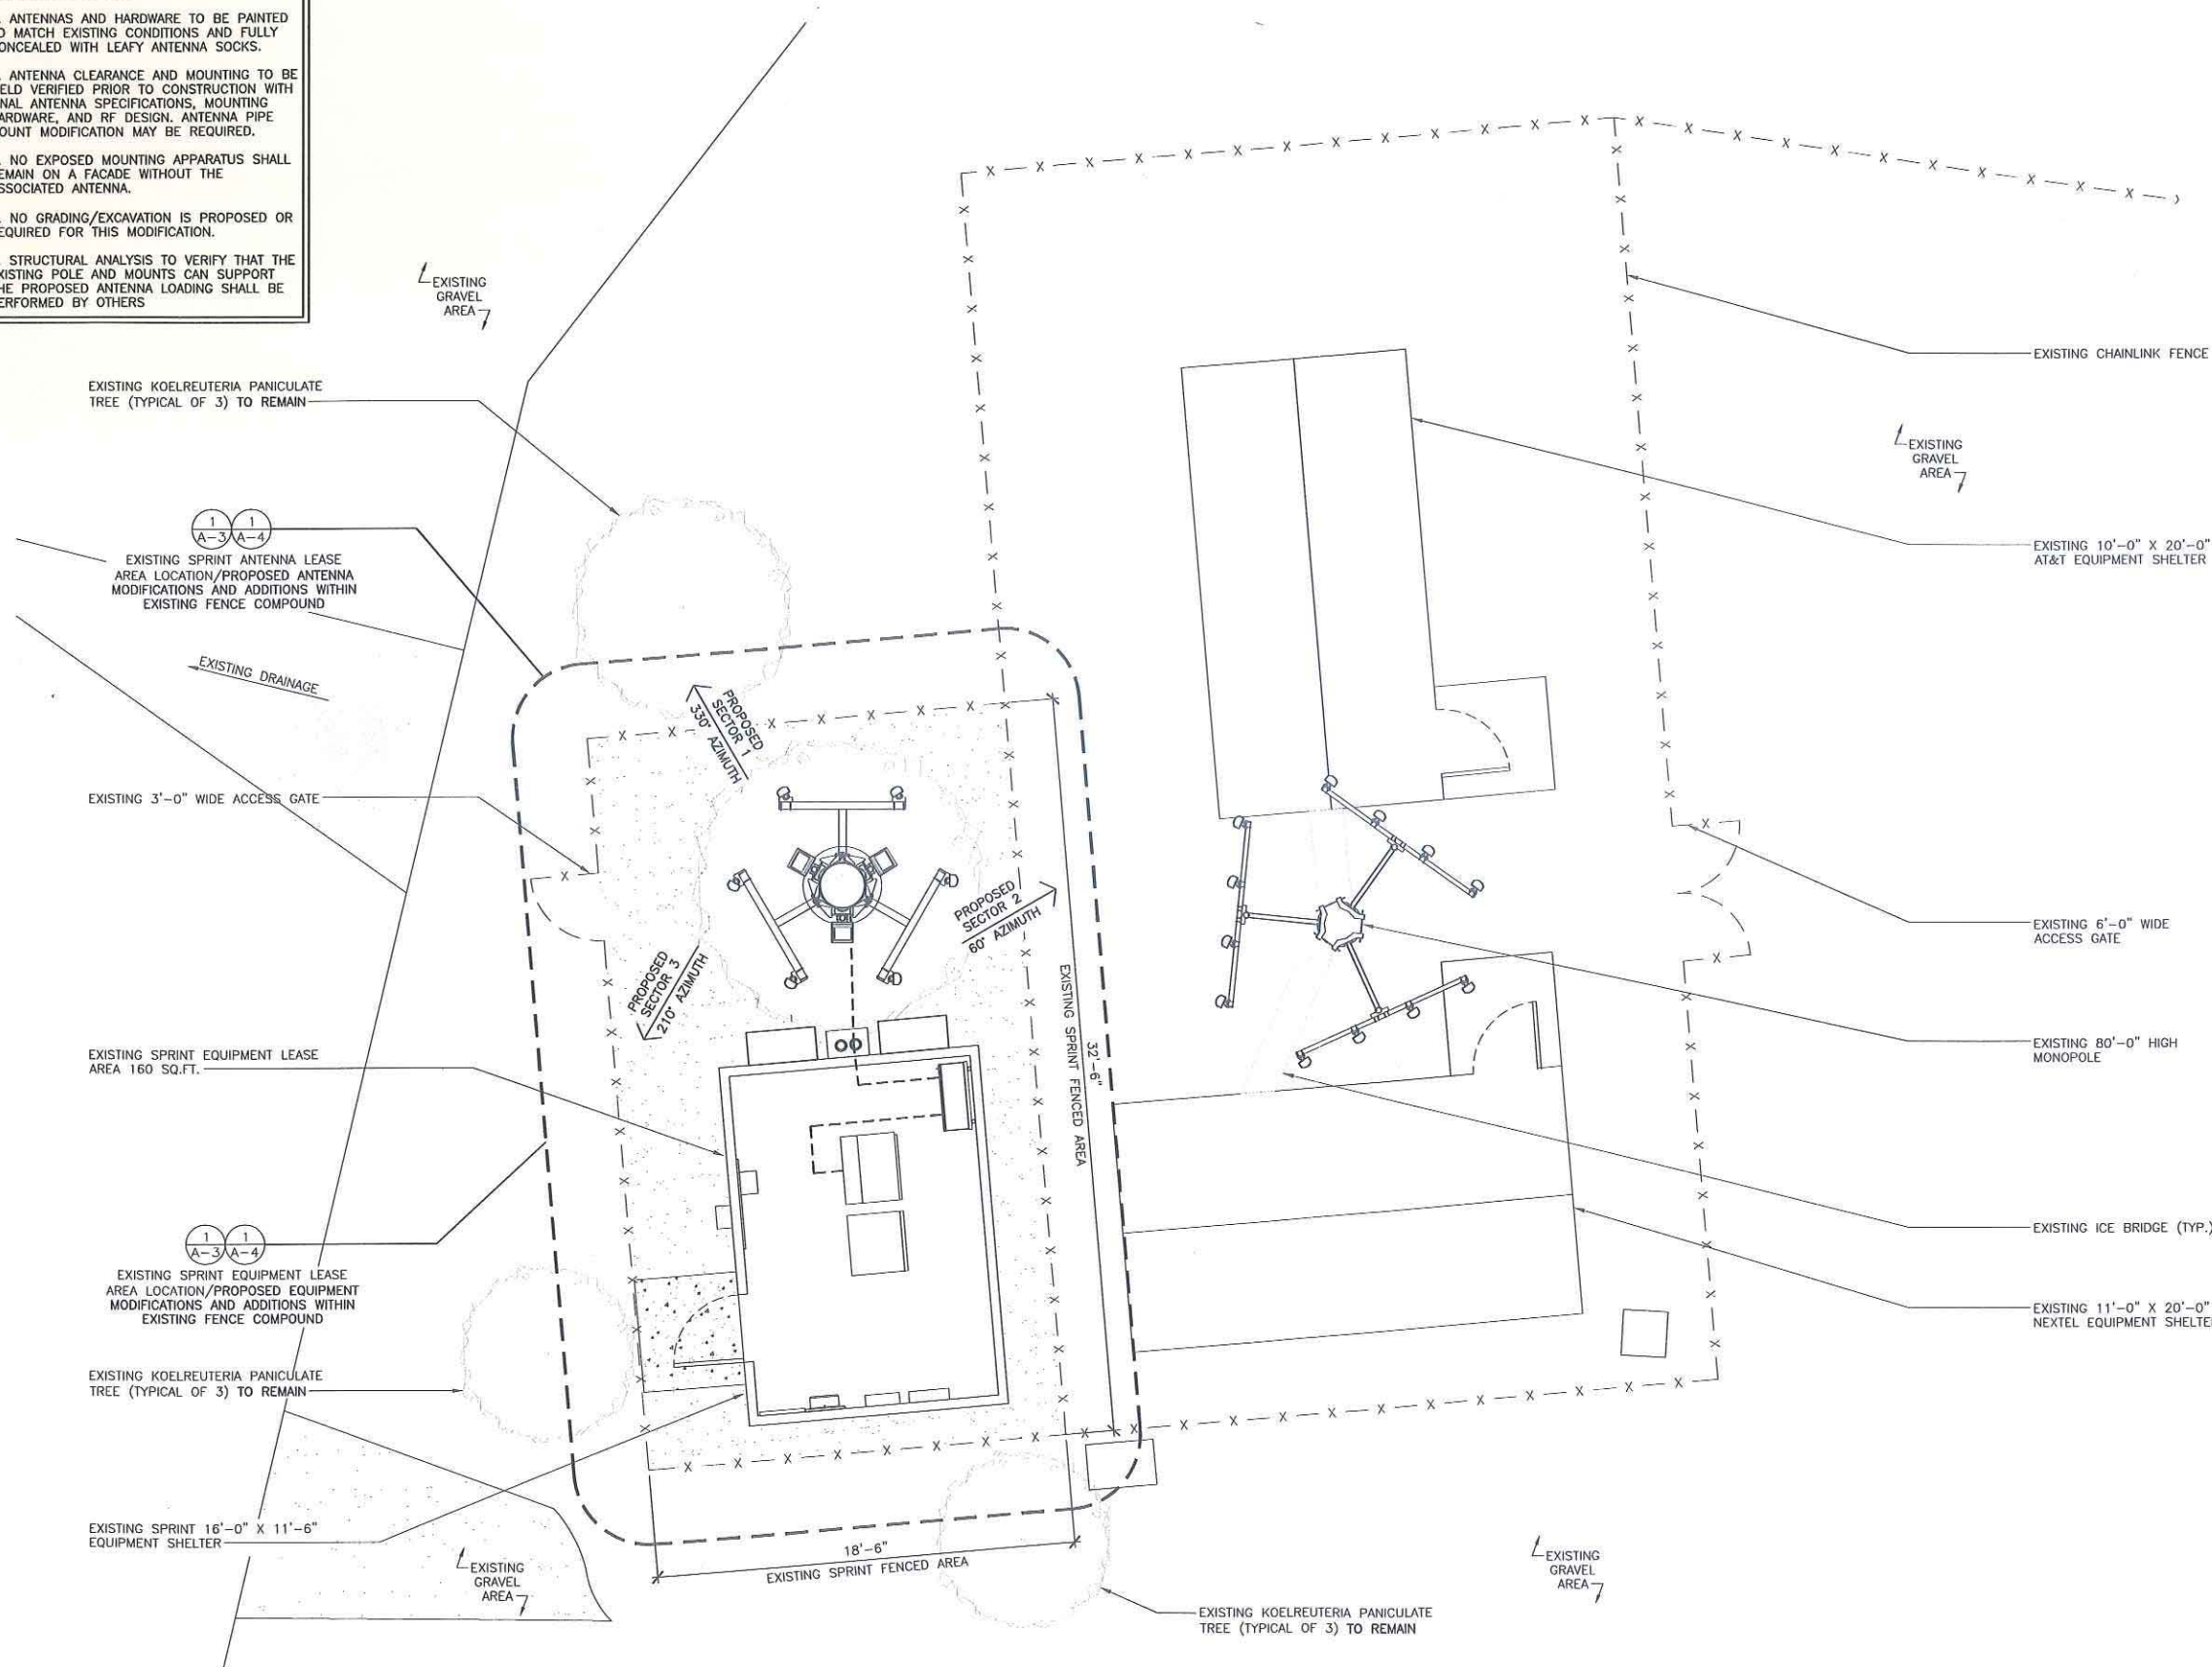 ANTENNAS AND HARDWARE TO BE PAINTED
MATCH EXISTING CONDITIONS AND FULLY
ONCEALED WITH LEAFY ANTENNA SOCKS.
ANTENNA CLEARANCE AND MOUNTING TO BE
ELD VERIFIED PRIOR TO CONSTRUCTION WITH
NAL ANTENNA SPECIFICATIONS, MOUNTING
ARDWARE, AND RF DESIGN. ANTENNA PIPE
OUNT MODIFICATION MAY BE REQUIRED.
NO EXPOSED MOUNTING APPARATUS SHALL
EMAIN ON A FACADE WITHOUT THE
SSOCIATED ANTENNA.
NO GRADING/EXCAVATION IS PROPOSED OR
EQUIRED FOR THIS MODIFICATION.
STRUCTURAL ANALYSIS TO VERIFY THAT THE
XISTING POLE AND MOUNTS CAN SUPPORT
HE PROPOSED ANTENNA LOADING SHALL BE
ERFORMED BY OTHERS
EXISTING
GRAVEL
AREA
EXISTING KOELREUTERIA PANICULATE
TREE (TYPICAL OF 3) TO REMAIN
1 1
A-3 A-4
EXISTING SPRINT ANTENNA LEASE
AREA LOCATION/PROPOSED ANTENNA
MODIFICATIONS AND ADDITIONS WITHIN
EXISTING FENCE COMPOUND
EXISTING DRAINAGE
EXISTING 3'-0" WIDE ACCESS GATE
EXISTING SPRINT EQUIPMENT LEASE
AREA 160 SQ.FT.
1 1
A-3 A-4
EXISTING SPRINT EQUIPMENT LEASE
AREA LOCATION/PROPOSED EQUIPMENT
MODIFICATIONS AND ADDITIONS WITHIN
EXISTING FENCE COMPOUND
EXISTING KOELREUTERIA PANICULATE
TREE (TYPICAL OF 3) TO REMAIN
EXISTING SPRINT 16'-0" X 11'-6"
EQUIPMENT SHELTER
EXISTING
GRAVEL
AREA
PROPOSED
SECTOR 1
330° AZIMUTH
PROPOSED
SECTOR 2
60° AZIMUTH
PROPOSED
SECTOR 3
210° AZIMUTH
32'-6"
EXISTING SPRINT FENCED AREA
18'-6"
EXISTING SPRINT FENCED AREA
EXISTING KOELREUTERIA PANICULATE
TREE (TYPICAL OF 3) TO REMAIN
EXISTING
GRAVEL
AREA
EXISTING CHAINLINK FENCE
EXISTING
GRAVEL
AREA
EXISTING 10'-0" X 20'-0"
AT&T EQUIPMENT SHELTER
EXISTING 6'-0" WIDE
ACCESS GATE
EXISTING 80'-0" HIGH
MONOPOLE
EXISTING ICE BRIDGE (TYP.)
EXISTING 11'-0" X 20'-0"
NEXTEL EQUIPMENT SHELTE